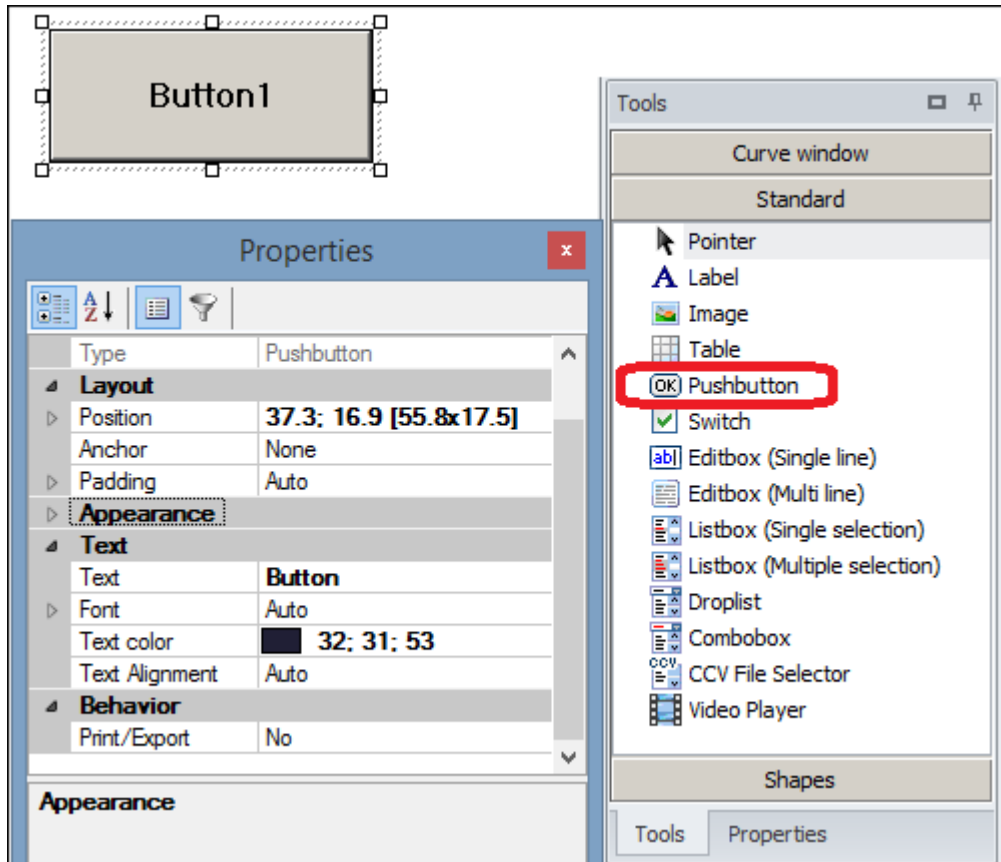 Button1
Properties
Type Pushbutton
Layout
Position 37.3; 16.9 [55.8x17.5]
Anchor None
Padding Auto
Appearance
Text
Text Button
Font Auto
Text color 32; 31; 53
Text Alignment Auto
Behavior
Print/Export No
Appearance
Tools
Curve window
Standard
Pointer
A Label
Image
Table
OK Pushbutton
Switch
ab| Editbox (Single line)
Editbox (Multi line)
Listbox (Single selection)
Listbox (Multiple selection)
Droplist
Combobox
CCV CCV File Selector
Video Player
Shapes
Tools Properties